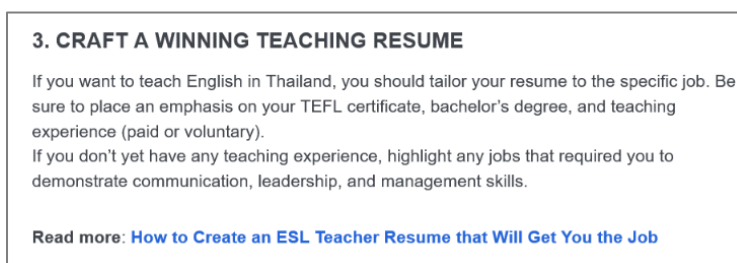 3. CRAFT A WINNING TEACHING RESUME
If you want to teach English in Thailand, you should tailor your resume to the specific job. Be
sure to place an emphasis on your TEFL certificate, bachelor’s degree, and teaching
experience (paid or voluntary).
If you don’t yet have any teaching experience, highlight any jobs that required you to
demonstrate communication, leadership, and management skills.
Read more: How to Create an ESL Teacher Resume that Will Get You the Job